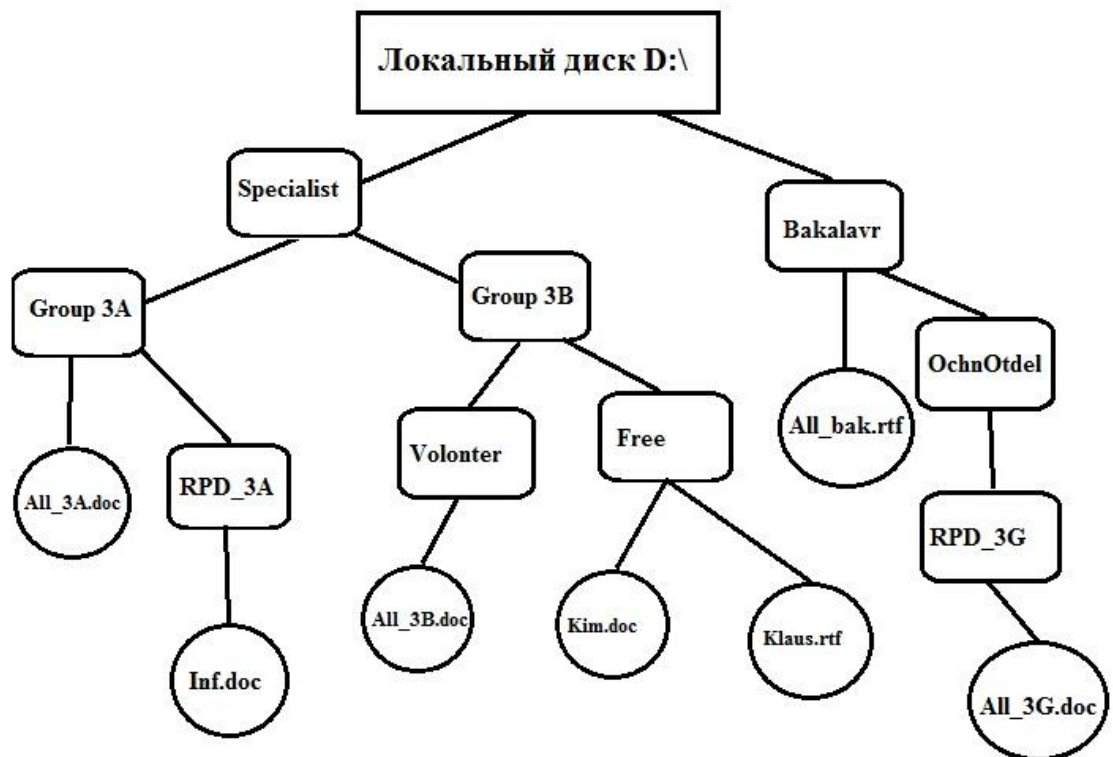 Локальный диск D:\
Specialist
Bakalavr
Group 3A
Group 3B
OchnOtdel
All_bak.rtf
Volonter
Free
All_3A.doc
RPD_3A
RPD_3G
All_3B.doc
Kim.doc
Klaus.rtf
Inf.doc
All_3G.doc